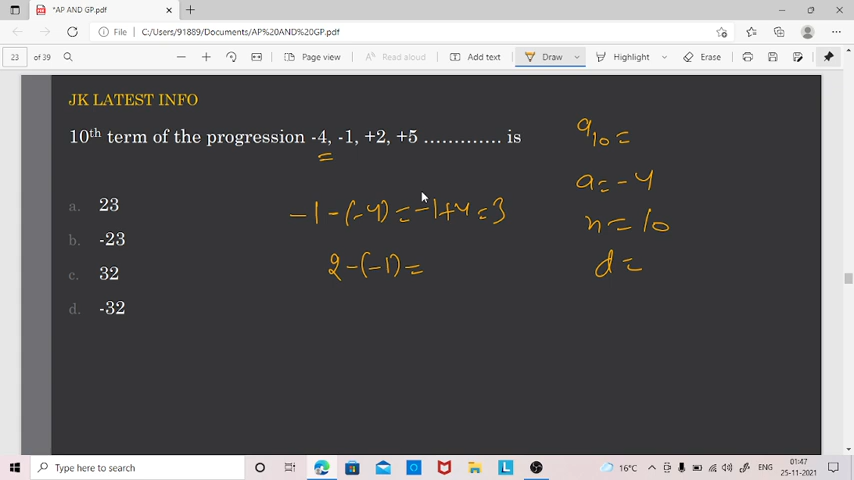 *AP AND GP.pdf
File
C:/Users/91889/Documents/AP%20AND%20GP.pdf
23 of 39
Page view
Read aloud
Add text
Draw
Highlight
Erase
JK LATEST INFO
10th term of the progression -4, -1, +2, +5 ............. is
a. 23
b. -23
c. 32
d. -32
-1-(-4)=-1+4=3
2-(-1)=
a10=
a=-4
n=10
d=
Type here to search
16°C
ENG
01:47
25-11-2021